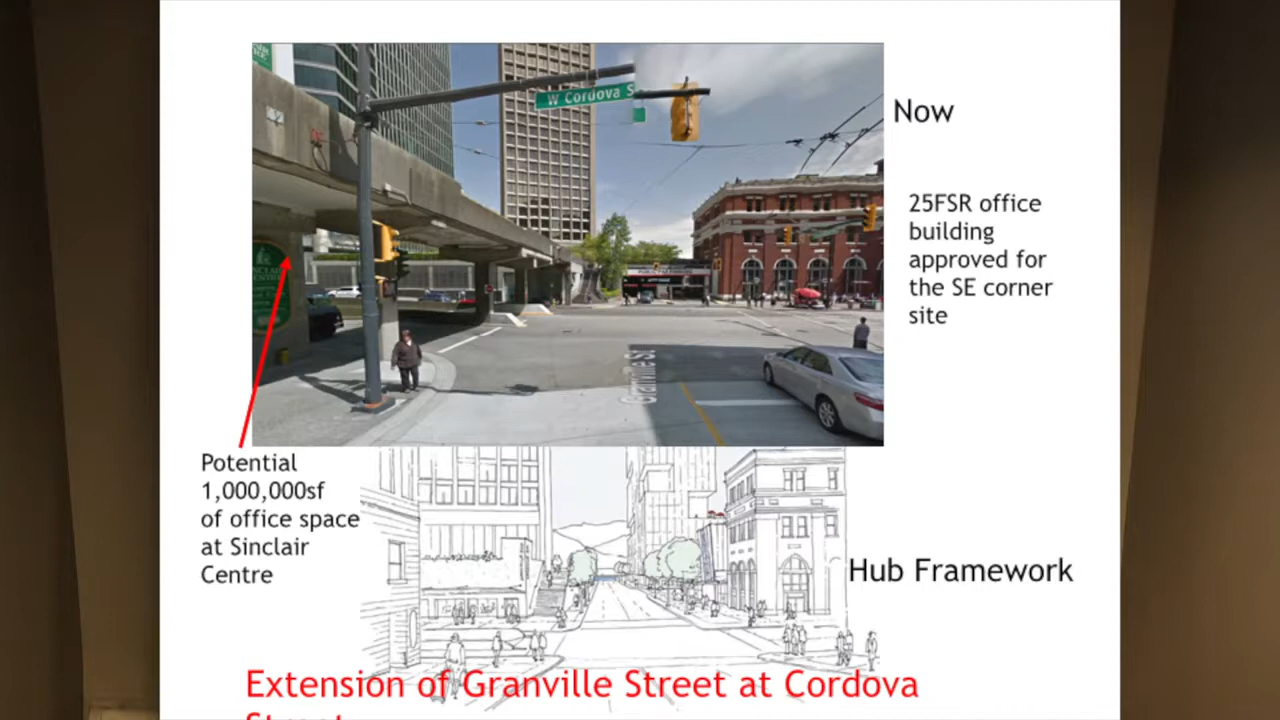 W Cordova S
Now
25FSR office
building
approved for
the SE corner
site
Granville St
Potential
1,000,000sf
of office space
at Sinclair
Centre
Hub Framework
Extension of Granville Street at Cordova
Street